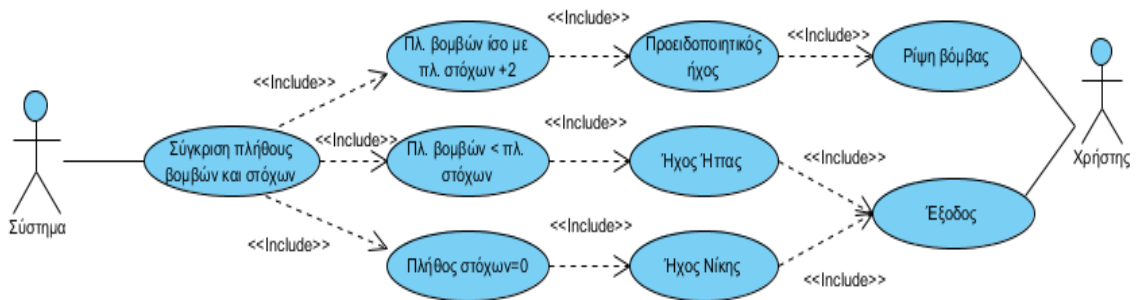 <<Include>>
<<Include>>
<<Include>>
Πλ. βομβών ίσο με
πλ. στόχων +2
Προειδοποιητικός
ήχος
Ρίψη βόμβας
<<Include>>
<<Include>>
<<Include>>
Σύγκριση πλήθους
βομβών και στόχων
Πλ. βομβών < πλ.
στόχων
Ήχος Ήττας
<<Include>>
Χρήστης
Σύστημα
Έξοδος
<<Include>>
<<Include>>
Πλήθος στόχων=0
Ήχος Νίκης
<<Include>>